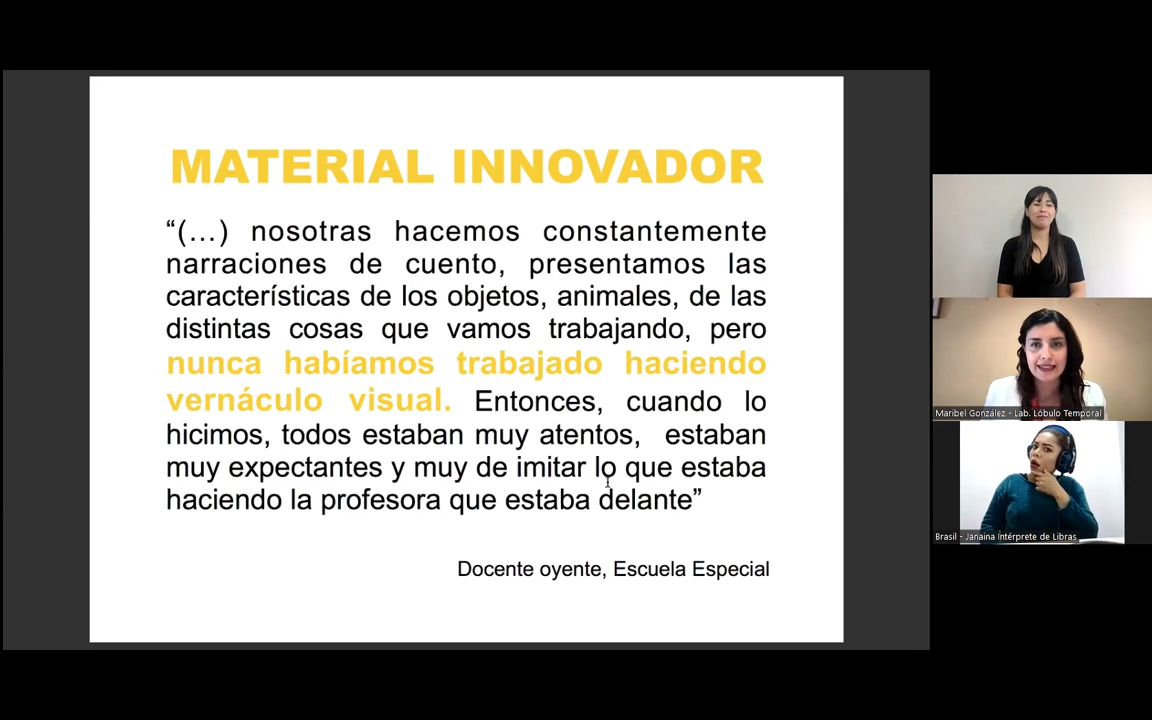 MATERIAL INNOVADOR
“(…) nosotras hacemos constantemente
narraciones de cuento, presentamos las
características de los objetos, animales, de las
distintas cosas que vamos trabajando, pero
nunca habíamos trabajado haciendo
vernáculo visual. Entonces, cuando lo
hicimos, todos estaban muy atentos, estaban
muy expectantes y muy de imitar lo que estaba
haciendo la profesora que estaba delante”
Docente oyente, Escuela Especial
Maribel González - Lab. Lóbulo Temporal
Brasil - Janaina Intérprete de Libras